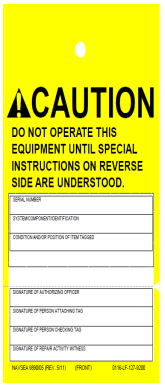 CAUTION
DO NOT OPERATE THIS
EQUIPMENT UNTIL SPECIAL
INSTRUCTIONS ON REVERSE
SIDE ARE UNDERSTOOD.
SERIAL NUMBER
SYSTEM/COMPONENT/IDENTIFICATION
CONDITION AND/OR POSITION OF ITEM TAGGED
SIGNATURE OF AUTHORIZING OFFICER
SIGNATURE OF PERSON ATTACHING TAG
SIGNATURE OF PERSON CHECKING TAG
SIGNATURE OF REPAIR ACTIVITY WITNESS
NAVSEA 9890/5 (REV. 5/11) (FRONT) 0116-LF-127-9200